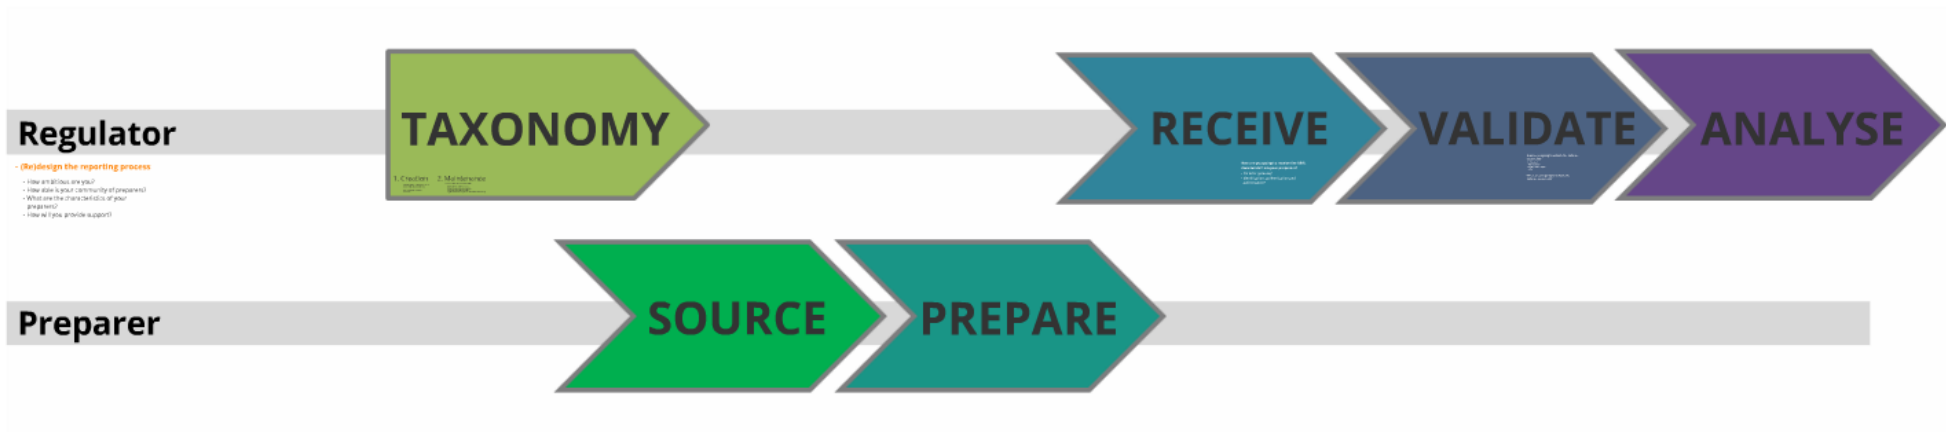 TAXONOMY
RECEIVE
VALIDATE
ANALYSE
Regulator
- (Re)design the reporting process
- How ambitious are you?
- How able is your community of preparers?
- What are the characteristics of your
preparers?
- How will you provide support?
1. Creation
2. Maintenance
SOURCE
PREPARE
Preparer